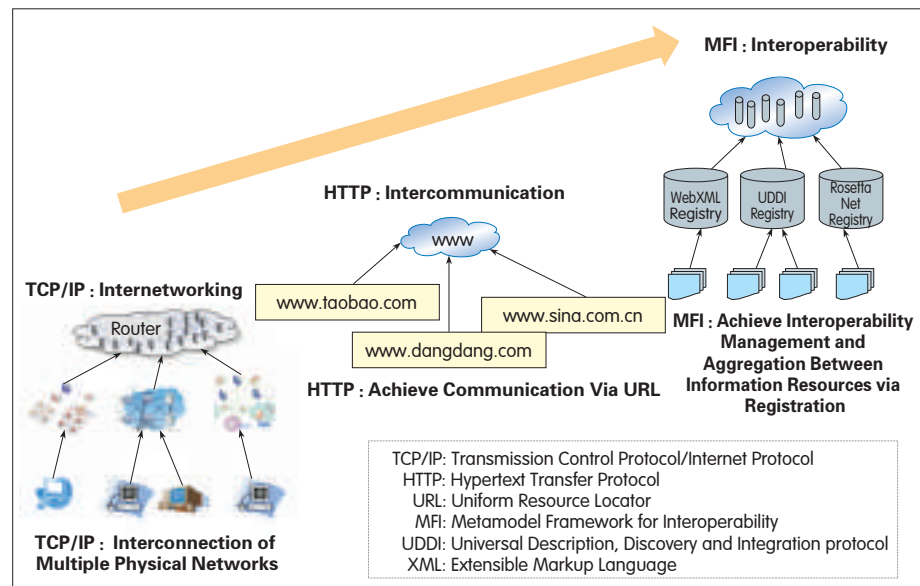 MFI : Interoperability
WebXML
Registry
UDDI
Registry
Rosetta
Net
Registry
MFI : Achieve Interoperability
Management and
Aggregation Between
Information Resources via
Registration
HTTP : Intercommunication
www
www.taobao.com
www.sina.com.cn
www.dangdang.com
HTTP : Achieve Communication Via URL
TCP/IP : Internetworking
Router
TCP/IP : Interconnection of
Multiple Physical Networks
TCP/IP: Transmission Control Protocol/Internet Protocol
HTTP: Hypertext Transfer Protocol
URL: Uniform Resource Locator
MFI: Metamodel Framework for Interoperability
UDDI: Universal Description, Discovery and Integration protocol
XML: Extensible Markup Language